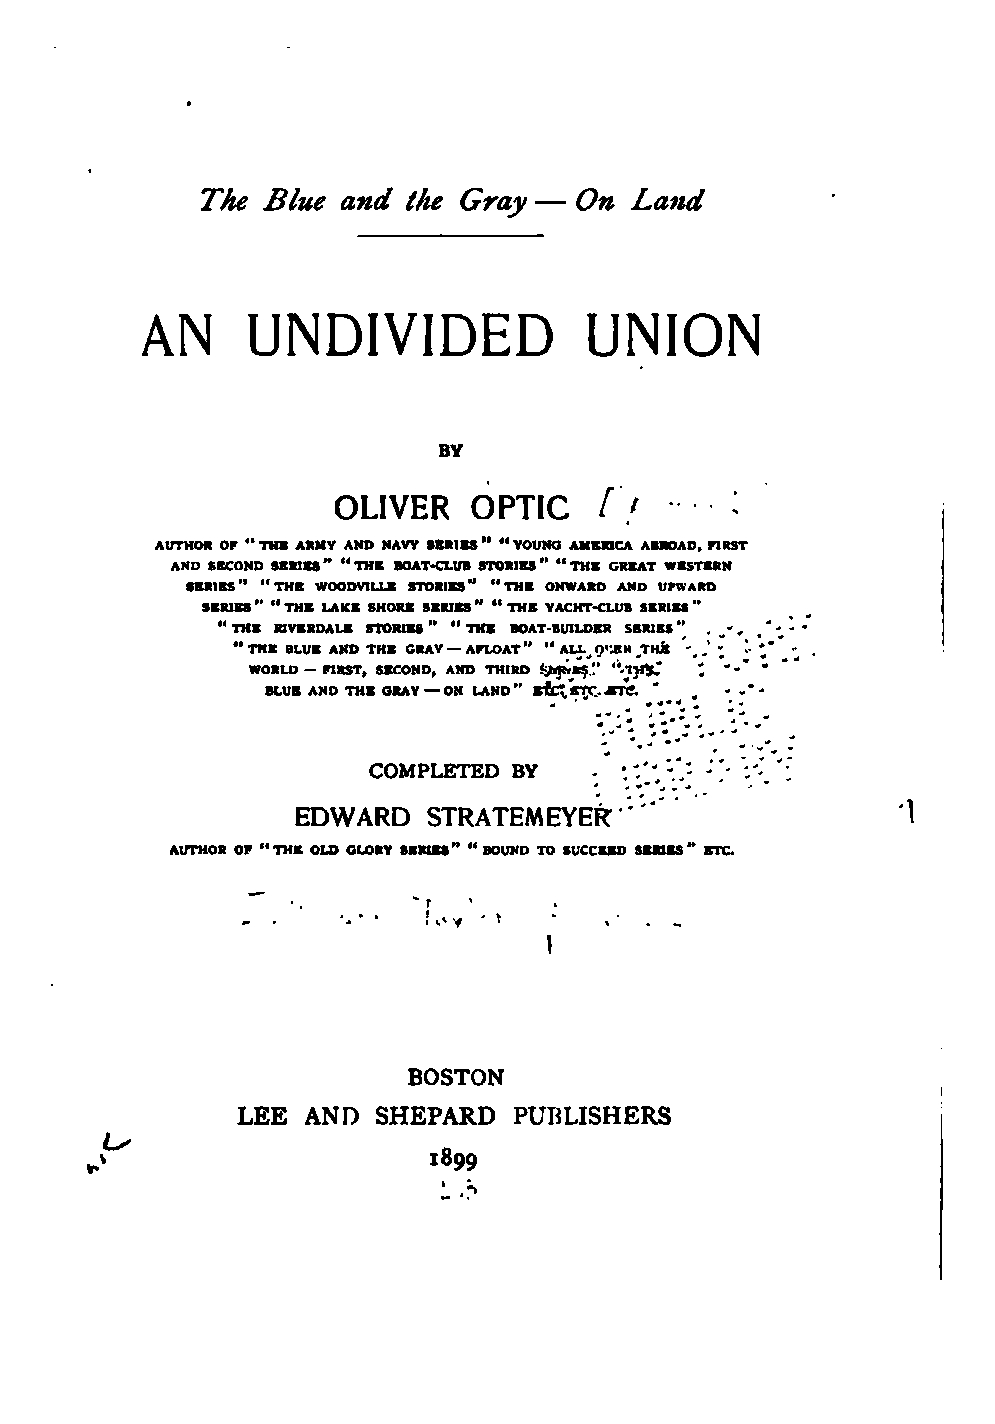 The Blue and the Gray — On Land
AN UNDIVIDED UNION
BY
OLIVER OPTIC
AUTHOR OF "THE ARMY AND NAVY SERIES" "YOUNG AMERICA ABROAD, FIRST
AND SECOND SERIES" "THE BOAT-CLUB STORIES" "THE GREAT WESTERN
SERIES" "THE WOODVILLE STORIES" "THE ONWARD AND UPWARD
SERIES" "THE LAKE SHORE SERIES" "THE YACHT-CLUB SERIES"
"THE RIVERDALE STORIES" "THE BOAT-BUILDER SERIES"
"THE BLUE AND THE GRAY — AFLOAT" "ALL OVER THE
WORLD — FIRST, SECOND, AND THIRD SERIES" "THE
BLUE AND THE GRAY — ON LAND" ETC. ETC. ETC.
PUBLIC
LIBRARY
COMPLETED BY
EDWARD STRATEMEYER
AUTHOR OF "THE OLD GLORY SERIES" "BOUND TO SUCCEED SERIES" ETC.
BOSTON
LEE AND SHEPARD PUBLISHERS
1899